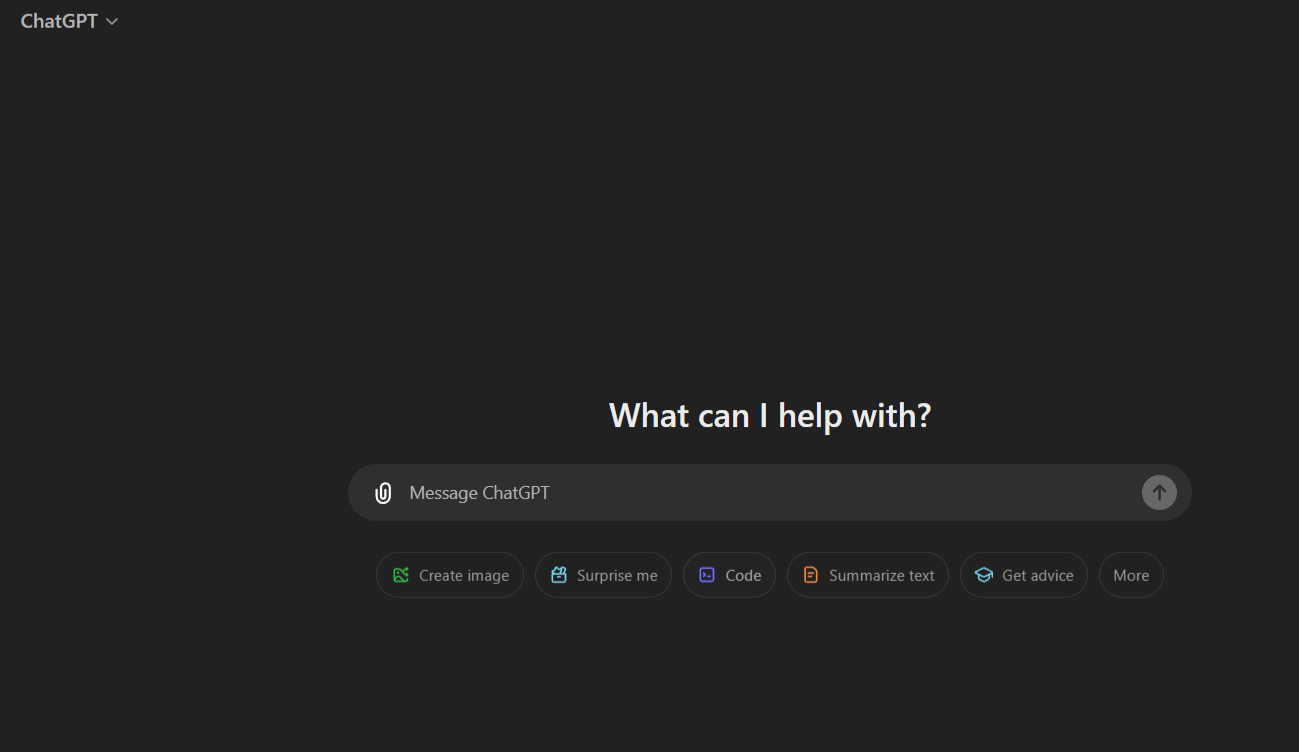 ChatGPT
What can I help with?
Message ChatGPT
Create image Surprise me Code Summarize text Get advice More